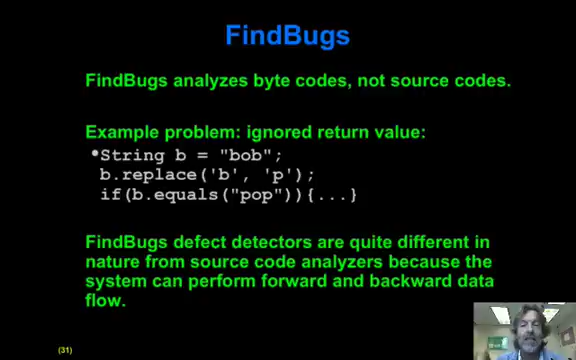 FindBugs
FindBugs analyzes byte codes, not source codes.
Example problem: ignored return value:
•String b = "bob";
b.replace('b', 'p');
if(b.equals("pop")){...}
FindBugs defect detectors are quite different in
nature from source code analyzers because the
system can perform forward and backward data
flow.
(31)